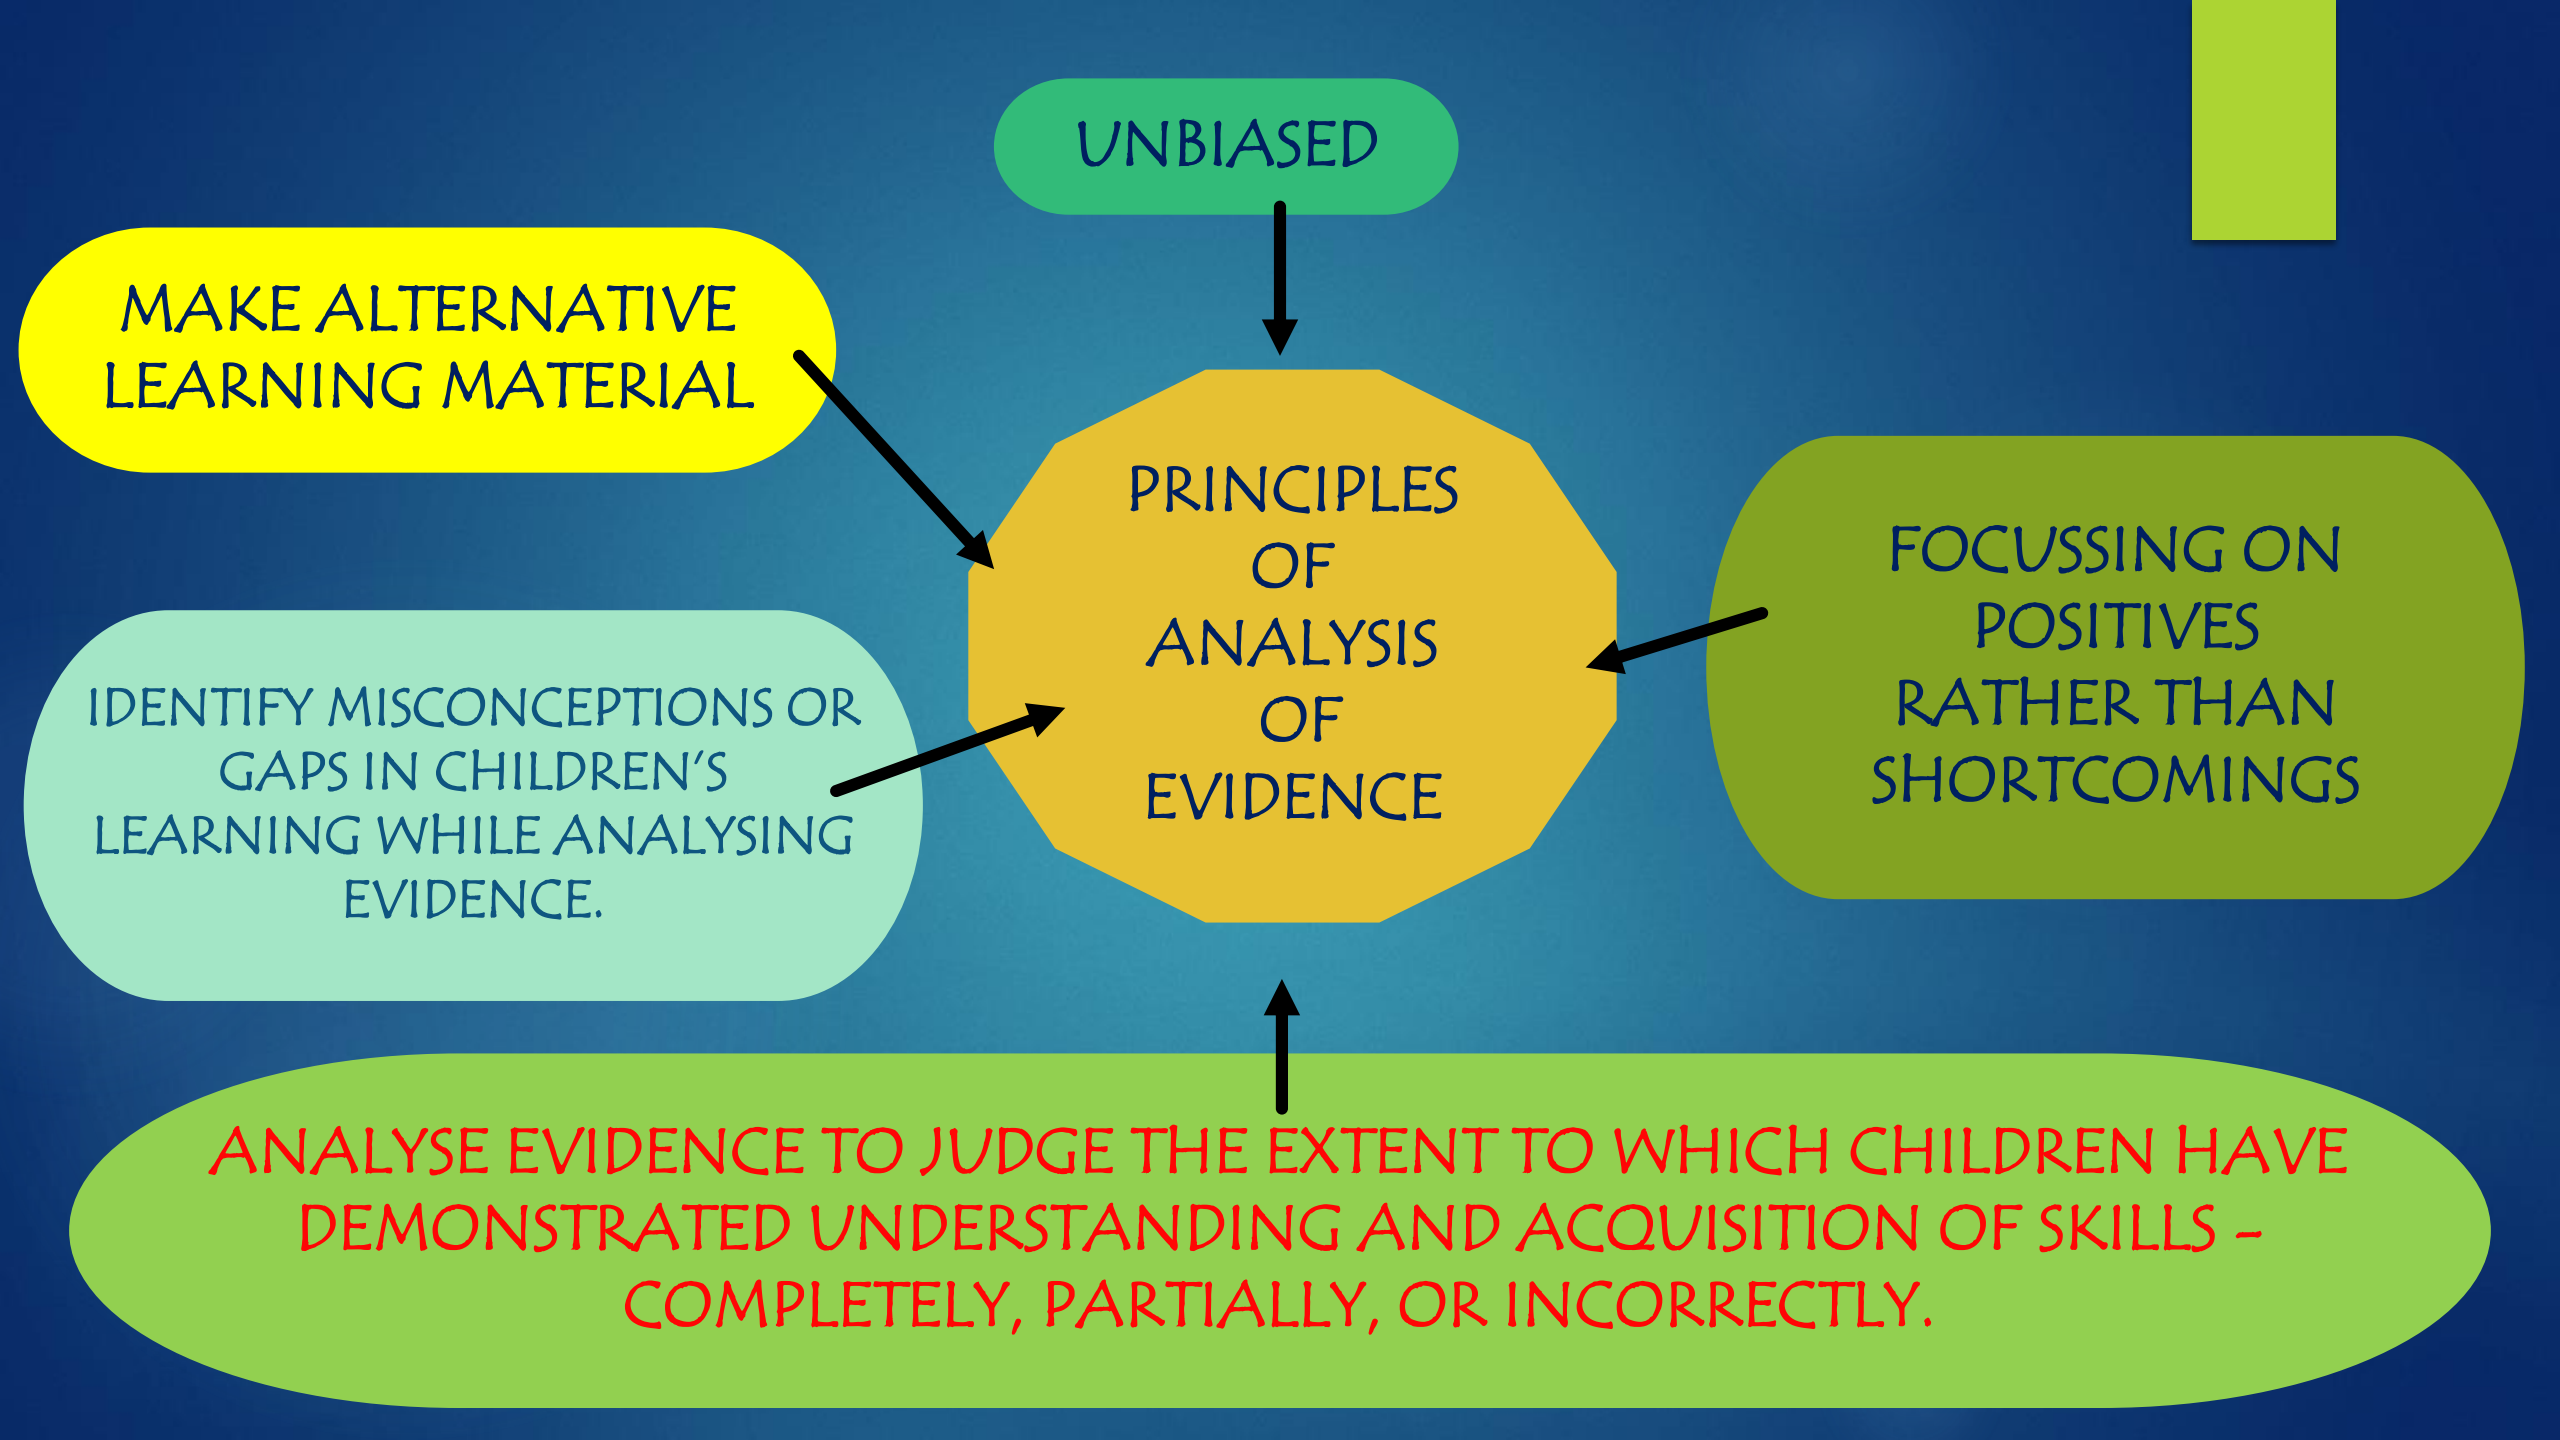 UNBIASED
MAKE ALTERNATIVE
LEARNING MATERIAL
PRINCIPLES
OF
ANALYSIS
OF
EVIDENCE
FOCUSSING ON
POSITIVES
RATHER THAN
SHORTCOMINGS
IDENTIFY MISCONCEPTIONS OR
GAPS IN CHILDREN'S
LEARNING WHILE ANALYSING
EVIDENCE.
ANALYSE EVIDENCE TO JUDGE THE EXTENT TO WHICH CHILDREN HAVE
DEMONSTRATED UNDERSTANDING AND ACQUISITION OF SKILLS –
COMPLETELY, PARTIALLY, OR INCORRECTLY.